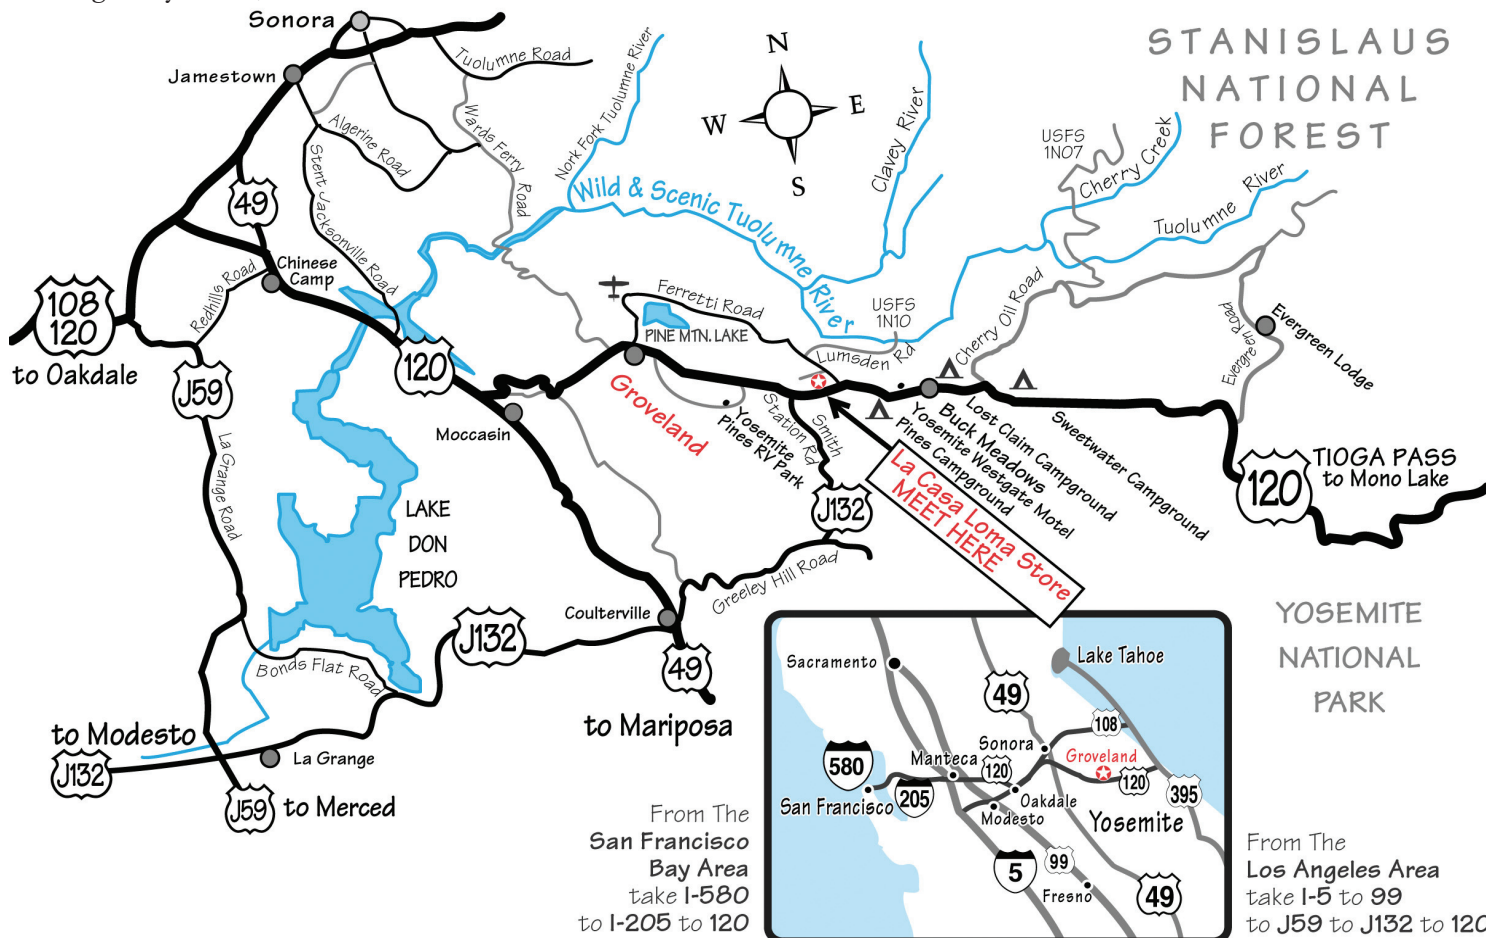 Sonora
Jamestown
Tuolumne Road
Wards Ferry Road
Nork Fork Tuolumne River
N
W
E
S
Clavey River
STANISLAUS
NATIONAL
FOREST
USFS
1N07
Cherry Creek
Tuolumne River
Algerine Road
Stent Jacksonville Road
49
Wild & Scenic Tuolumne River
Chinese
Camp
Redhills Road
108
120
to Oakdale
J59
120
Ferretti Road
PINE MTN. LAKE
USFS
1N10
Lumsden Rd
Cherry Oil Road
Evergreen Road
Evergreen Lodge
Groveland
Moccasin
Yosemite
Pines RV Park
Smith
Station Rd
J132
Lost Claim Campground
Buck Meadows
Yosemite Westgate Motel
Pines Campground
Sweetwater Campground
120
TIOGA PASS
to Mono Lake
La Casa Loma Store
MEET HERE
La Grange Road
LAKE
DON
PEDRO
Coulterville
Greeley Hill Road
J132
49
to Mariposa
Bonds Flat Road
to Modesto
J132
La Grange
J59
to Merced
YOSEMITE
NATIONAL
PARK
Sacramento
Lake Tahoe
49
108
Sonora
Groveland
580
Manteca
120
120
395
San Francisco
205
Oakdale
Modesto
Yosemite
5
99
Fresno
49
From The
San Francisco
Bay Area
take I-580
to I-205 to 120
From The
Los Angeles Area
take I-5 to 99
to J59 to J132 to 120